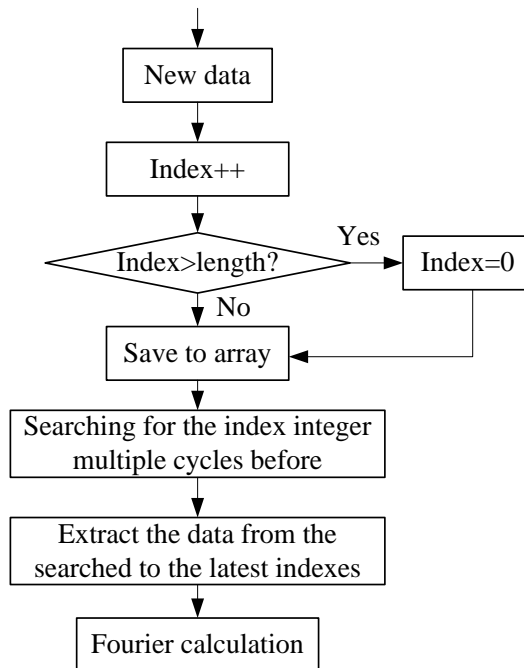 New data
Index++
Index>length?
Yes
Index=0
No
Save to array
Searching for the index integer
multiple cycles before
Extract the data from the
searched to the latest indexes
Fourier calculation